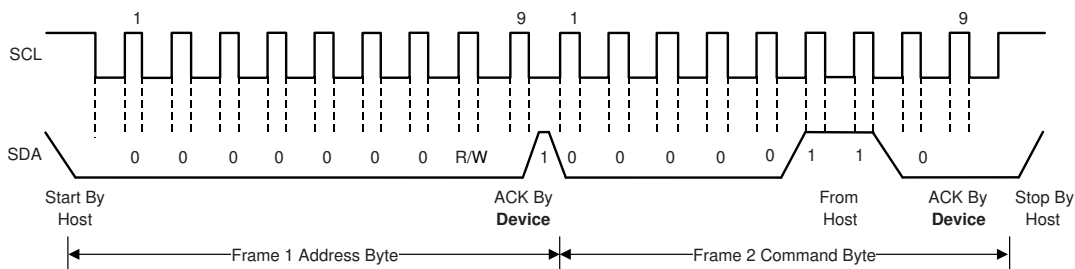 1 9 1 9
SCL
SDA
0 0 0 0 0 0 0 R/W 1 0 0 0 0 0 1 1 0
Start By
Host
ACK By
Device
From
Host
ACK By
Device
Stop By
Host
Frame 1 Address Byte
Frame 2 Command Byte